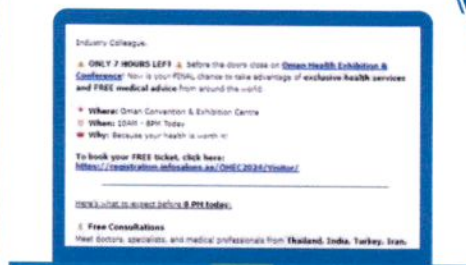 Industry Colleague,
⚠ ONLY 7 HOURS LEFT ⚠ before the doors close on Oman Health Exhibition &
Conference! Now is your FINAL chance to take advantage of exclusive health services
and FREE medical advice from around the world.
Where: Oman Convention & Exhibition Centre
When: 10AM - 8PM Today
Why: Because your health is worth it!
To book your FREE ticket, click here:
https://registration.infosalons.ae/OHEC2024/Visitor/
Here's what to expect before 8 PM today:
Free Consultations
Meet doctors, specialists, and medical professionals from Thailand, India, Turkey, Iran,